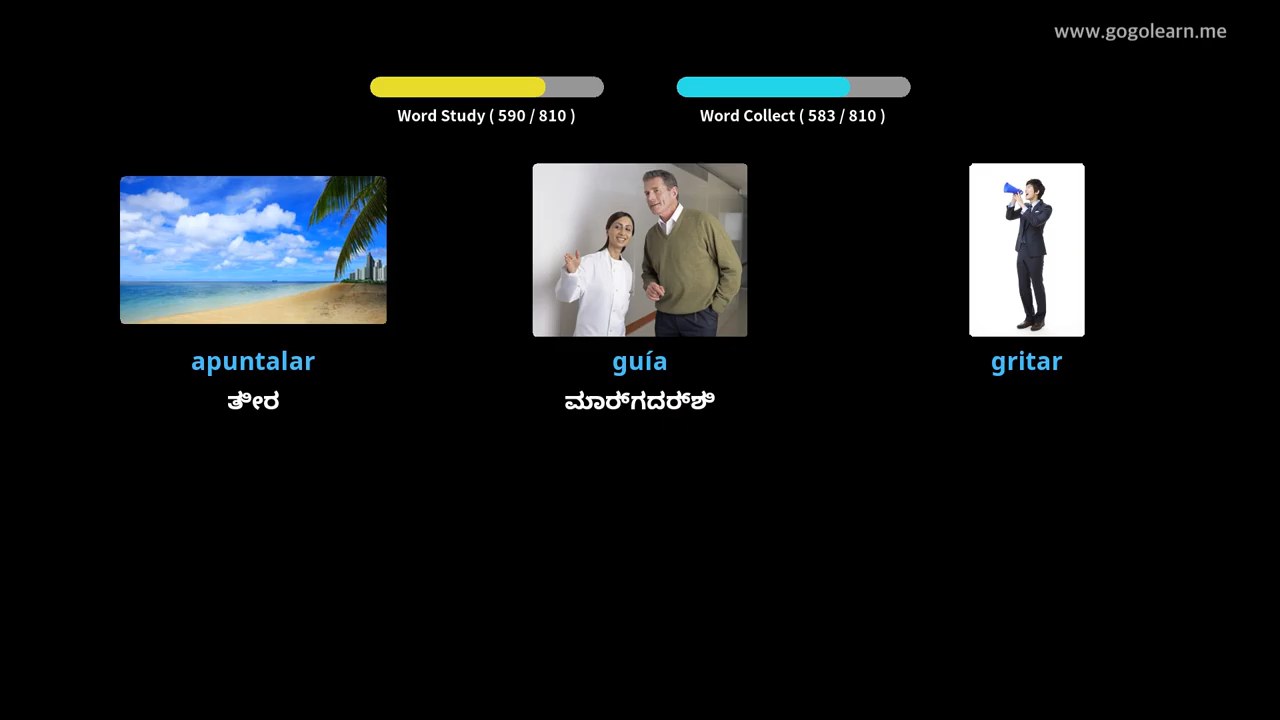 www.gogolearn.me
Word Study ( 590 / 810 )
Word Collect ( 583 / 810 )
apuntalar
guía
gritar
ತೀರ
ಮಾರ್ಗದರ್ಶಿ